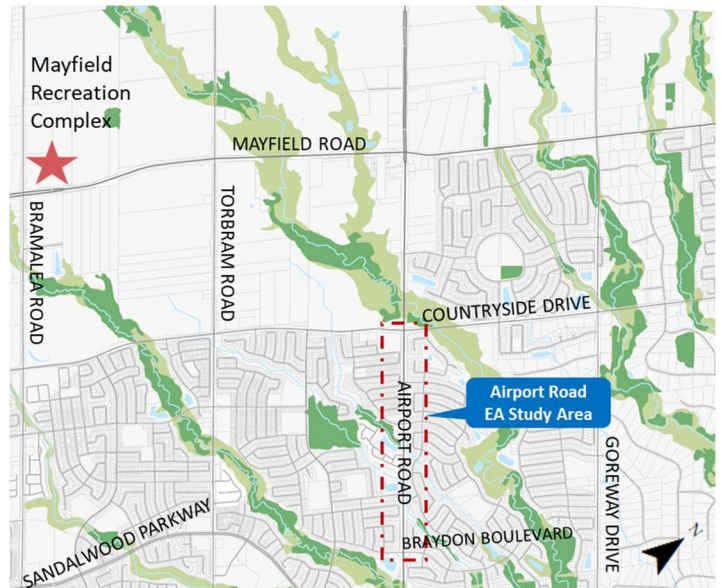 Mayfield
Recreation
Complex
MAYFIELD ROAD
BRAMALEA ROAD
TORBRAM ROAD
COUNTRYSIDE DRIVE
AIRPORT ROAD
Airport Road
EA Study Area
GOREWAY DRIVE
SANDALWOOD PARKWAY
BRAYDON BOULEVARD
N